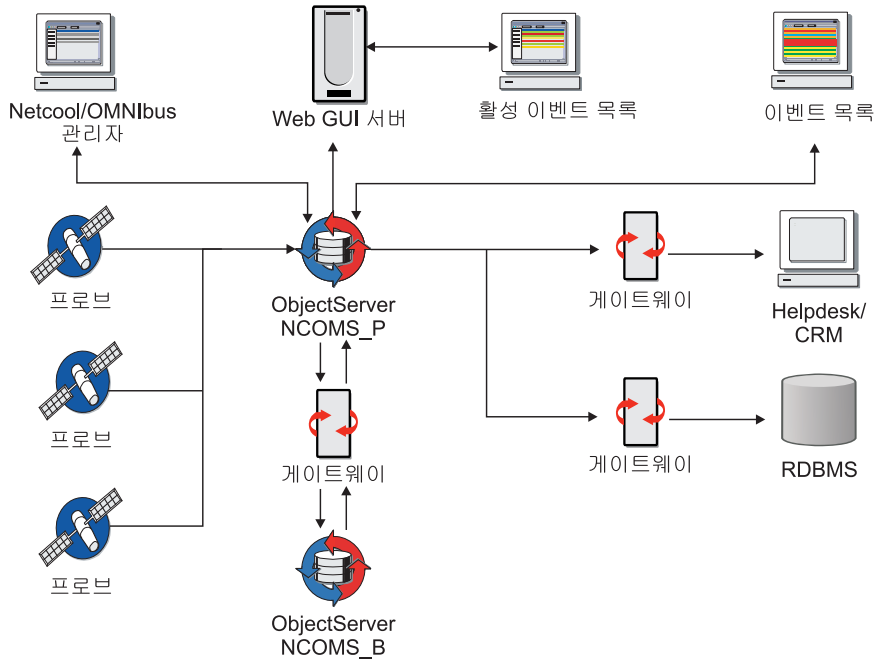 Netcool/OMNIbus
관리자
Web GUI 서버
활성 이벤트 목록
이벤트 목록
프로브
ObjectServer
NCOMS_P
게이트웨이
Helpdesk/
CRM
프로브
게이트웨이
게이트웨이
RDBMS
프로브
ObjectServer
NCOMS_B